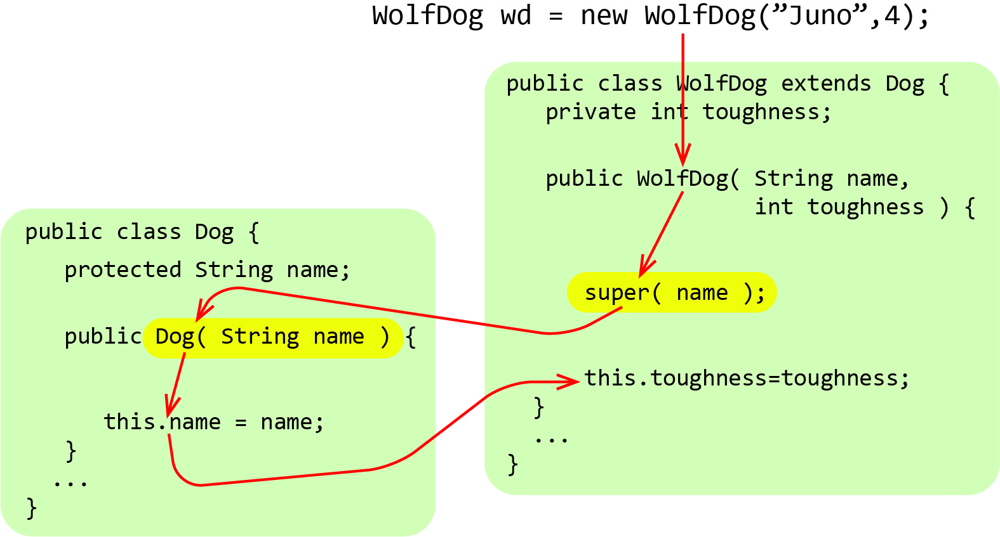 WolfDog wd = new WolfDog(”Juno”,4);
public class WolfDog extends Dog {
private int toughness;
public WolfDog( String name,
int toughness ) {
super( name );
this.toughness=toughness;
}
...
}
public class Dog {
protected String name;
public Dog( String name ) {
this.name = name;
}
...
}